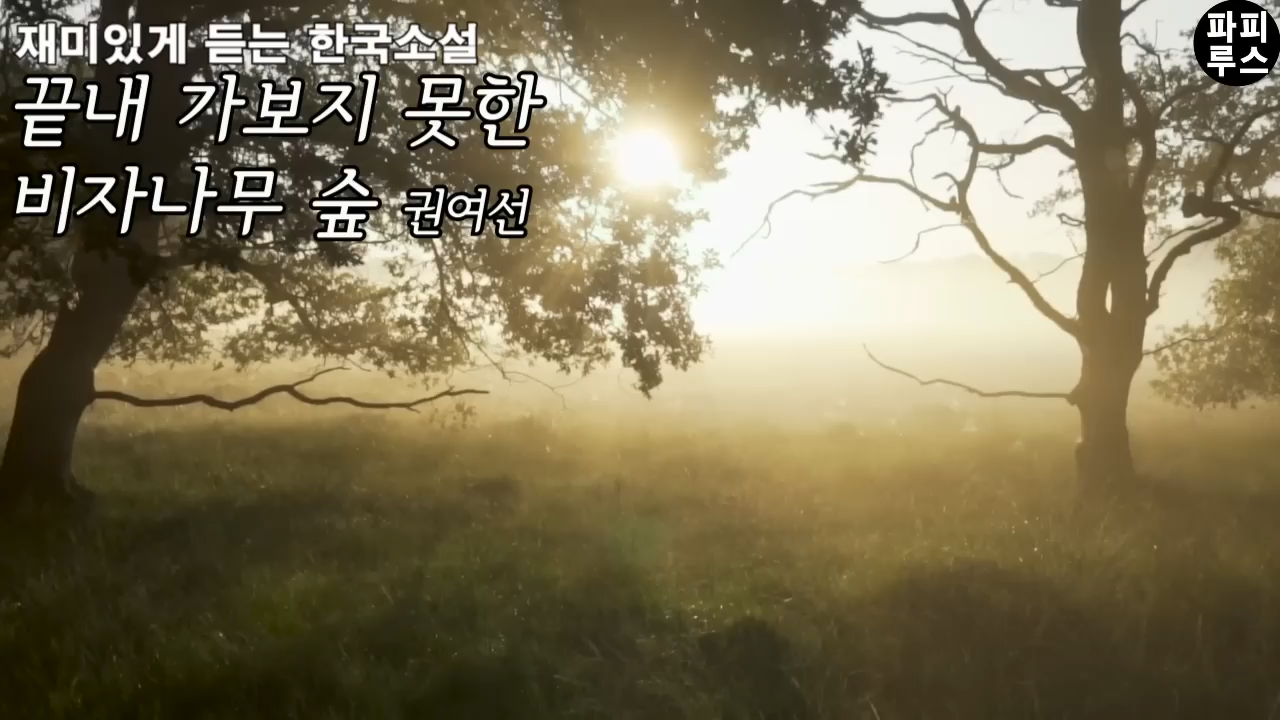 재미있게 듣는 한국소설
끝내 가보지 못한
비자나무 숲 권여선
파피
루스